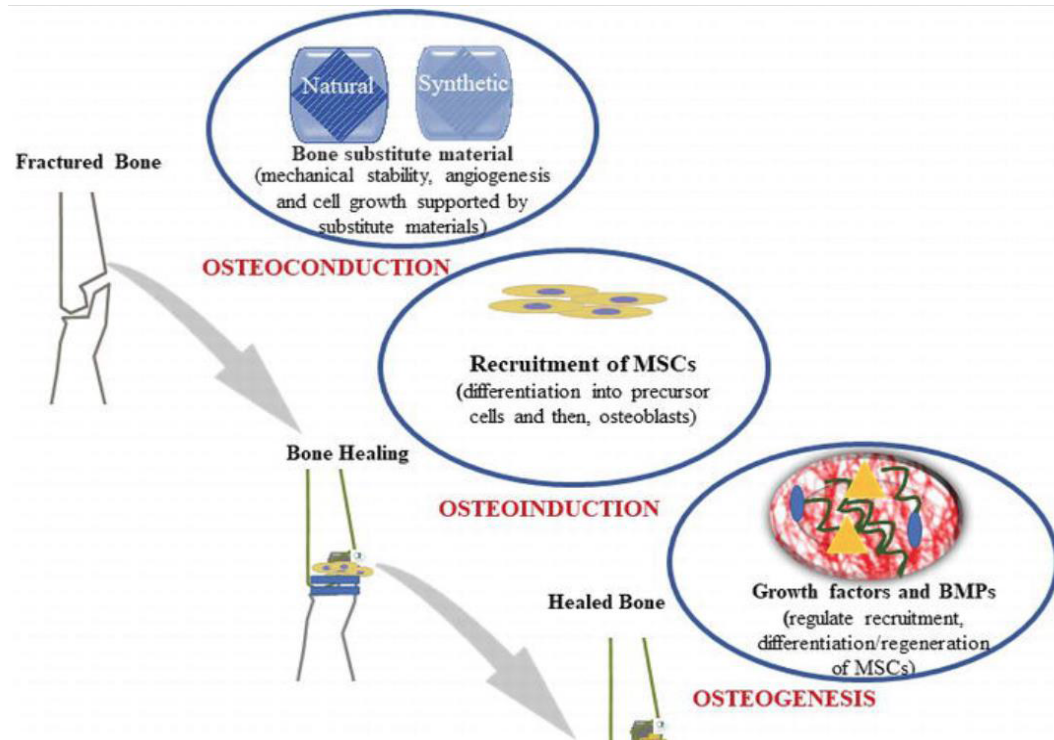 Natural
Synthetic
Bone substitute material
(mechanical stability, angiogenesis
and cell growth supported by
substitute materials)
Fractured Bone
OSTEOCONDUCTION
Recruitment of MSCs
(differentiation into precursor
cells and then, osteoblasts)
Bone Healing
OSTEOINDUCTION
Growth factors and BMPs
(regulate recruitment,
differentiation/regeneration
of MSCs)
Healed Bone
OSTEOGENESIS